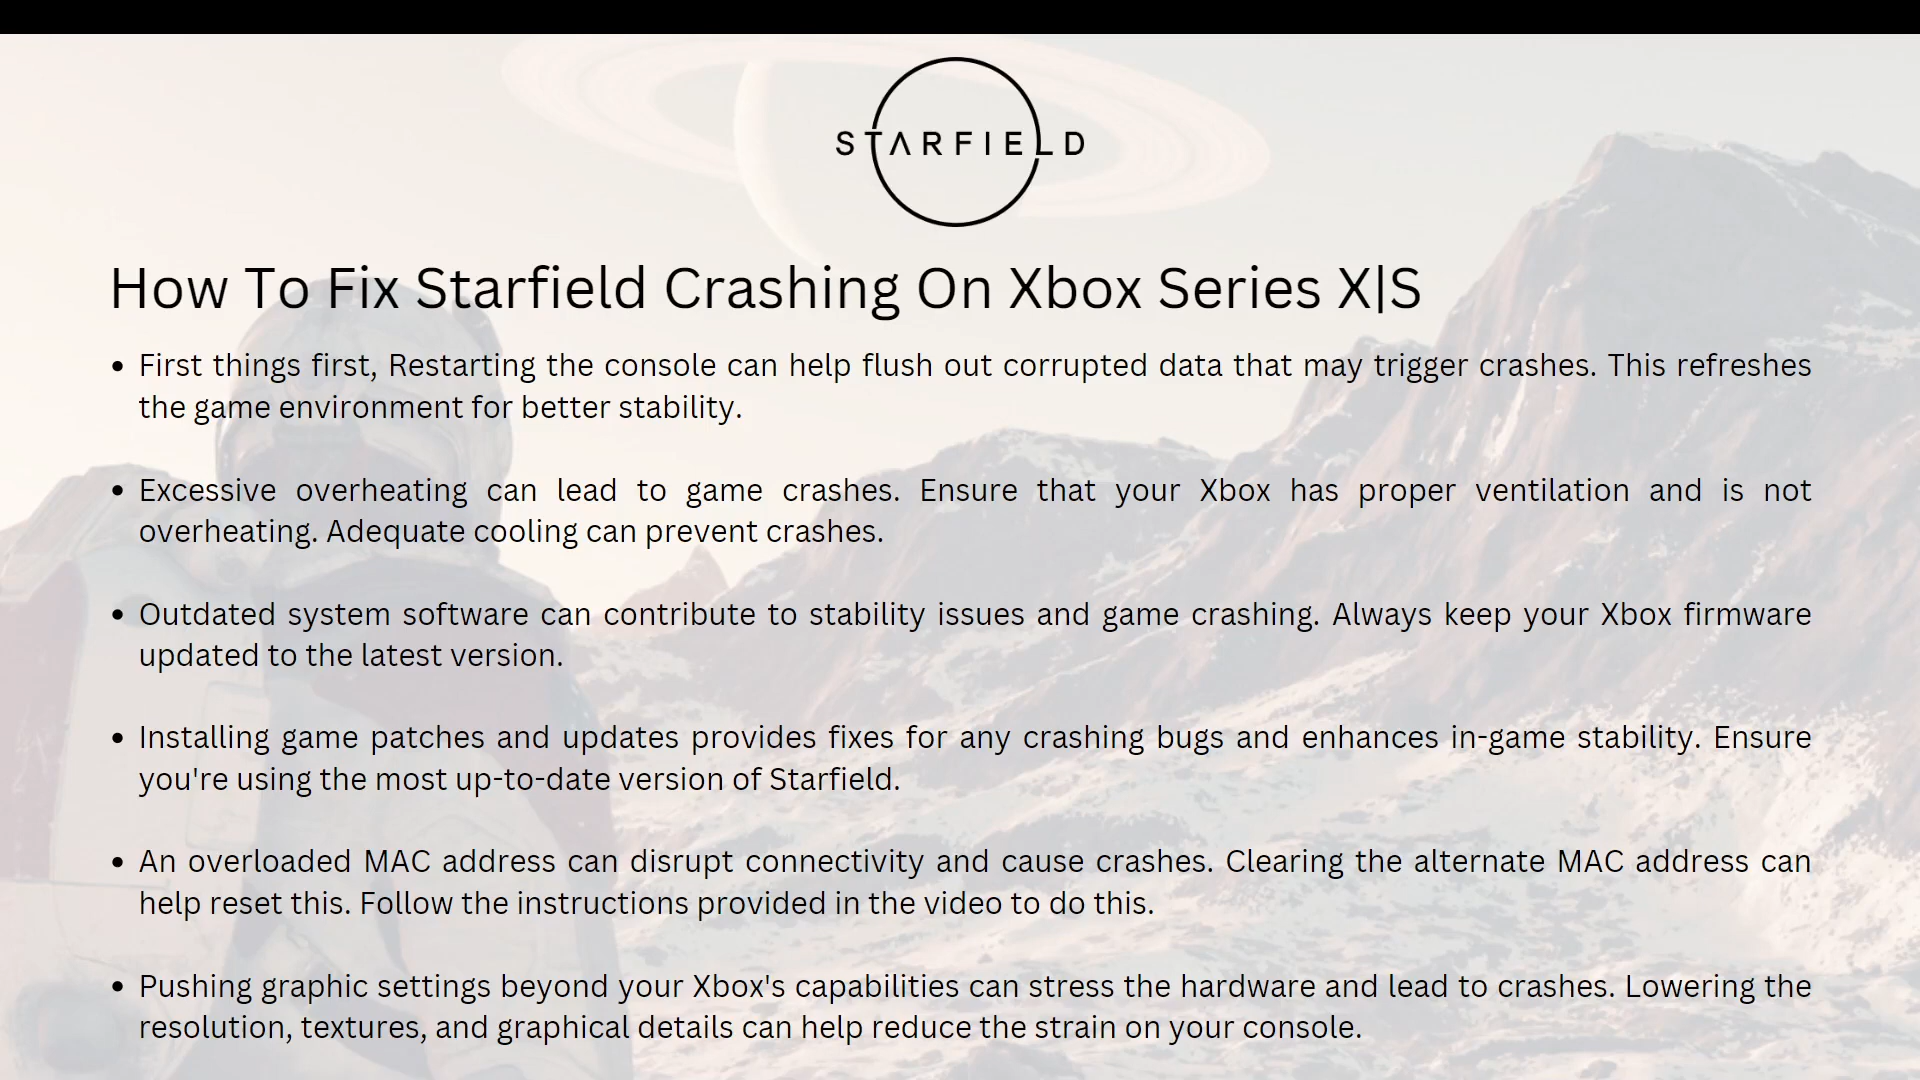 STARFIELD
How To Fix Starfield Crashing On Xbox Series X|S
• First things first, Restarting the console can help flush out corrupted data that may trigger crashes. This refreshes
the game environment for better stability.
• Excessive overheating can lead to game crashes. Ensure that your Xbox has proper ventilation and is not
overheating. Adequate cooling can prevent crashes.
• Outdated system software can contribute to stability issues and game crashing. Always keep your Xbox firmware
updated to the latest version.
• Installing game patches and updates provides fixes for any crashing bugs and enhances in-game stability. Ensure
you're using the most up-to-date version of Starfield.
• An overloaded MAC address can disrupt connectivity and cause crashes. Clearing the alternate MAC address can
help reset this. Follow the instructions provided in the video to do this.
• Pushing graphic settings beyond your Xbox's capabilities can stress the hardware and lead to crashes. Lowering the
resolution, textures, and graphical details can help reduce the strain on your console.